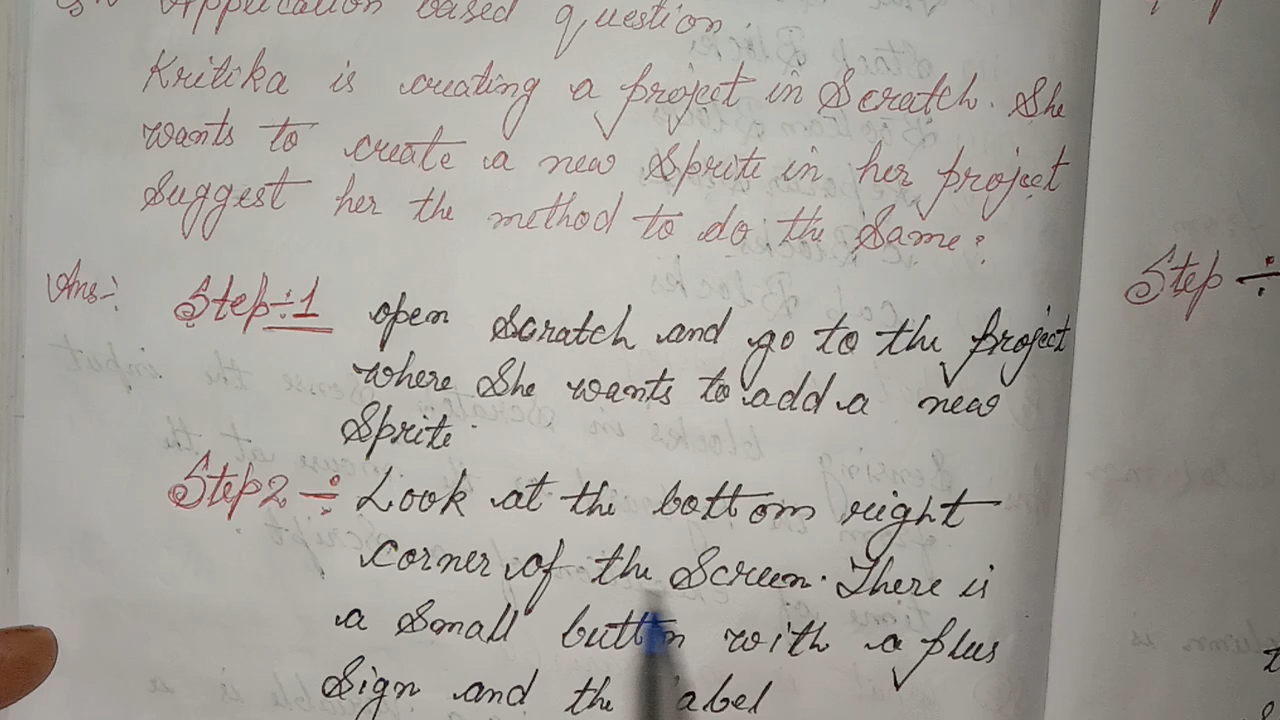 Application based question
Kritika is creating a project in Scratch. She
wants to create a new Sprite in her project
Suggest her the method to do the Same:
Ans:- Step÷1 open Scratch and go to the project
where She wants to add a new
Sprite.
Step2 ÷ Look at the bottom right
corner of the Screen. There is
a Small button with a plus
Sign and the label
Step ÷